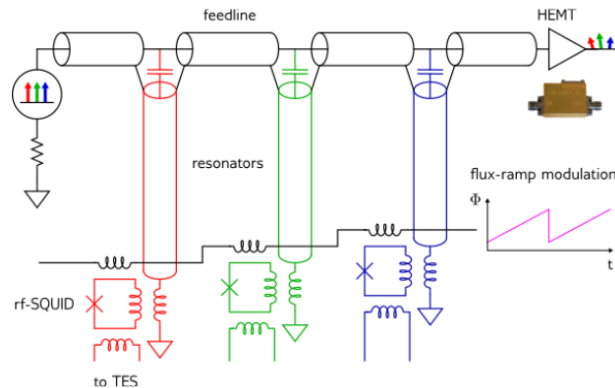 feedline
HEMT
resonators
flux-ramp modulation
Φ
t
rf-SQUID
to TES